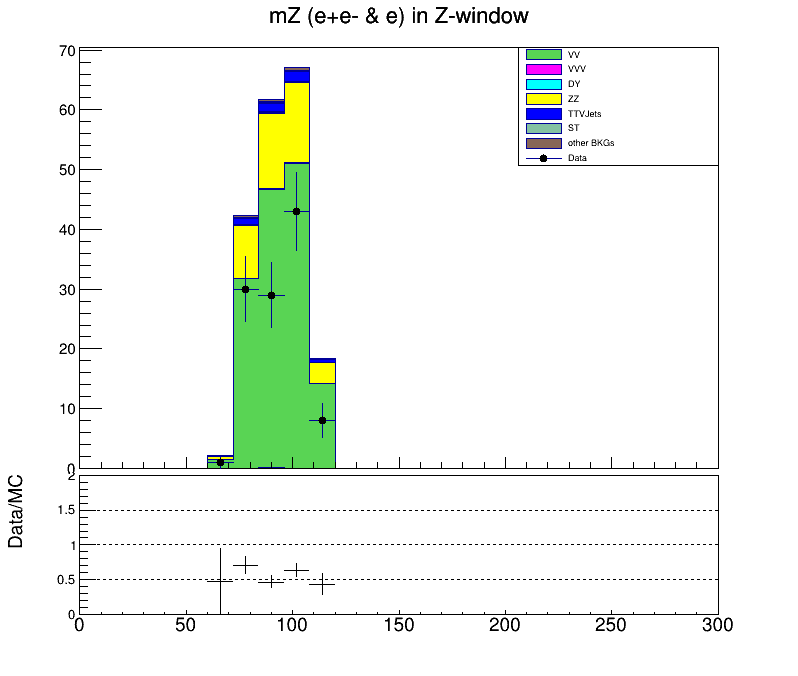 mZ (e+e- & e) in Z-window
70
60
50
40
30
20
10
0
VV
VVV
DY
ZZ
TTVJets
ST
other BKGs
Data
Data/MC
2
1.5
1
0.5
0
0 50 100 150 200 250 300